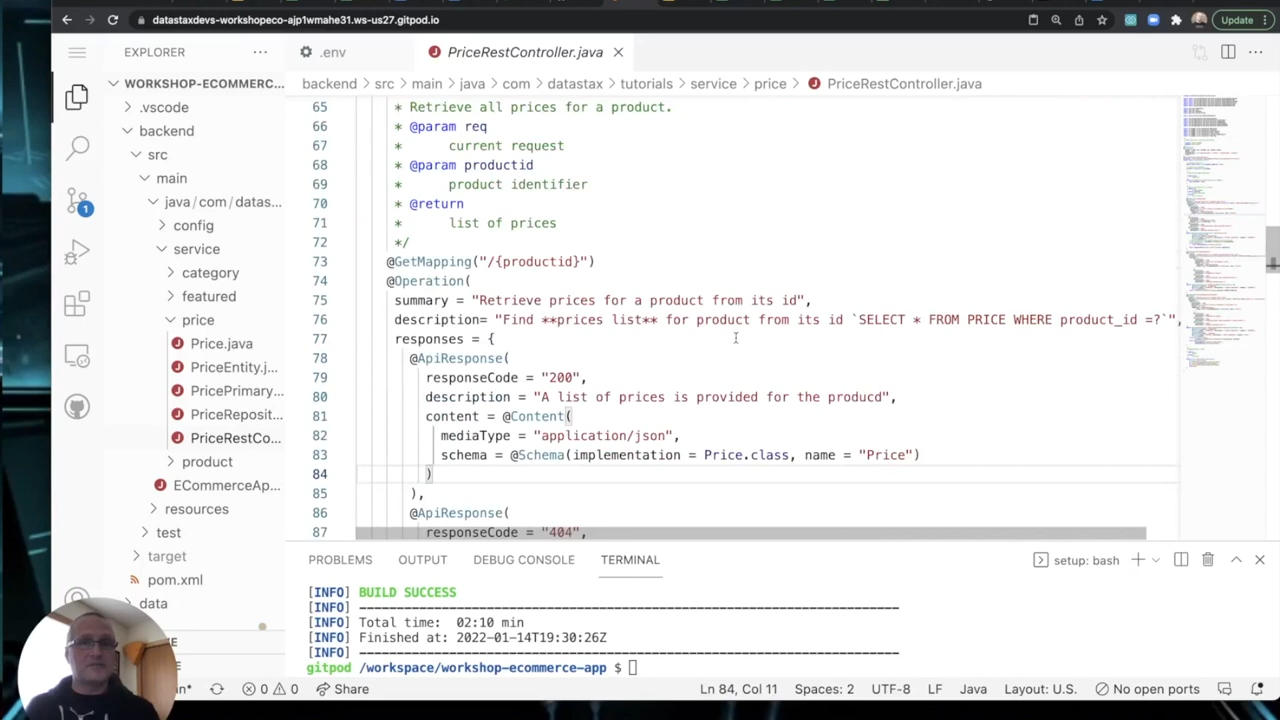 datastaxdevs-workshopeco-ajp1wmahe31.ws-us27.gitpod.io
Update
EXPLORER
.env
PriceRestController.java
WORKSHOP-ECOMMERC...
.vscode
backend
src
main
java/com/datas...
config
service
category
featured
price
Price.java
PriceEntity.j...
PricePrimary...
PriceReposit...
PriceRestCo...
product
ECommerceAp...
resources
test
target
pom.xml
data
backend > src > main > java > com > datastax > tutorials > service > price > PriceRestController.java
65 * Retrieve all prices for a product.
66 * @param req
67 * current request
68 * @param productid
69 * product identifier
70 * @return
71 * list of prices
72 */
73 @GetMapping("/{productid}/")
74 @Operation(
75 summary = "Retrieve prices for a product from its id",
76 description= "Find **prices list** for a product from its id `SELECT * FROM PRICE WHERE product_id =?`"
77 responses = {
78 @ApiResponse(
79 responseCode = "200",
80 description = "A list of prices is provided for the producd",
81 content = @Content(
82 mediaType = "application/json",
83 schema = @Schema(implementation = Price.class, name = "Price")
84 )
85 ),
86 @ApiResponse(
87 responseCode = "404",
PROBLEMS OUTPUT DEBUG CONSOLE TERMINAL
setup: bash
[INFO] BUILD SUCCESS
[INFO] ------------------------------------------------------------------------
[INFO] Total time: 02:10 min
[INFO] Finished at: 2022-01-14T19:30:26Z
[INFO] ------------------------------------------------------------------------
gitpod /workspace/workshop-ecommerce-app $
0 0 Share Ln 84, Col 11 Spaces: 2 UTF-8 LF Java Layout: U.S. No open ports